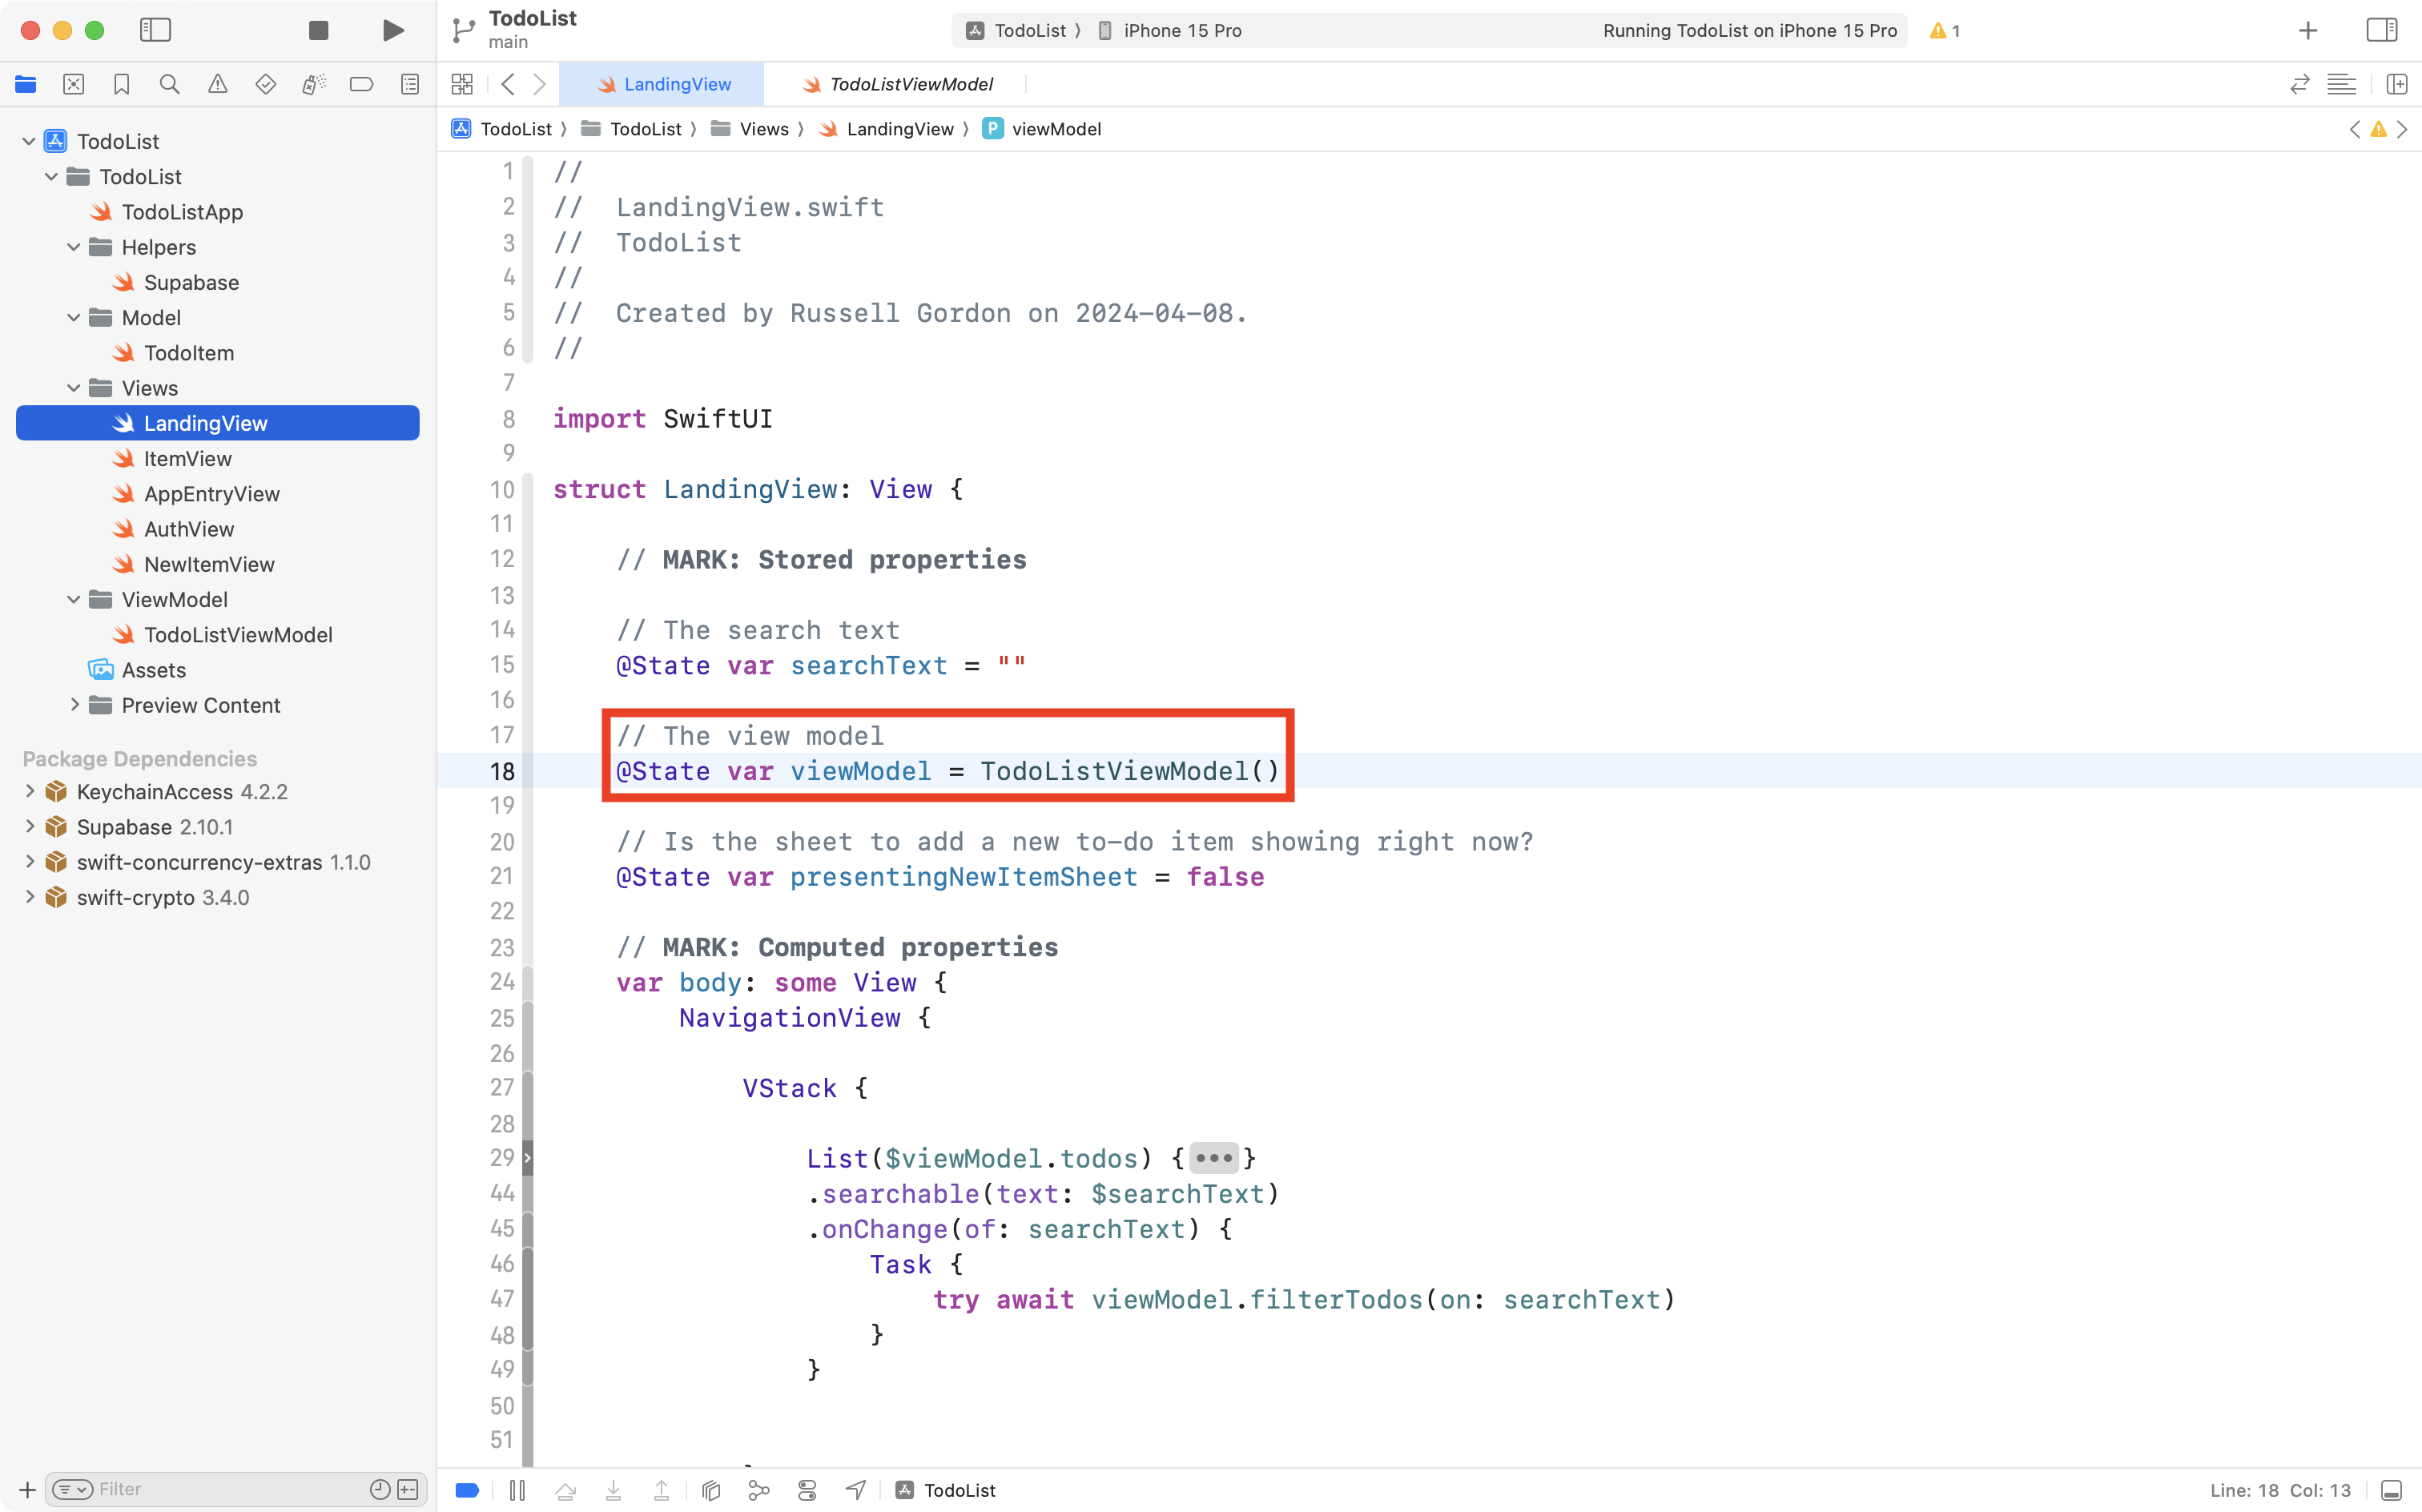 TodoList
main
TodoList 〉 iPhone 15 Pro
Running TodoList on iPhone 15 Pro
1
LandingView
TodoListViewModel
TodoList 〉 TodoList 〉 Views 〉 LandingView 〉 P viewModel
TodoList
TodoList
TodoListApp
Helpers
Supabase
Model
TodoItem
Views
LandingView
ItemView
AppEntryView
AuthView
NewItemView
ViewModel
TodoListViewModel
Assets
Preview Content
Package Dependencies
KeychainAccess 4.2.2
Supabase 2.10.1
swift-concurrency-extras 1.1.0
swift-crypto 3.4.0
Filter
1 //
2 //  LandingView.swift
3 //  TodoList
4 //
5 //  Created by Russell Gordon on 2024-04-08.
6 //
7
8 import SwiftUI
9
10 struct LandingView: View {
11
12     // MARK: Stored properties
13
14     // The search text
15     @State var searchText = ""
16
17     // The view model
18     @State var viewModel = TodoListViewModel()
19
20     // Is the sheet to add a new to-do item showing right now?
21     @State var presentingNewItemSheet = false
22
23     // MARK: Computed properties
24     var body: some View {
25         NavigationView {
26
27             VStack {
28
29                 List($viewModel.todos) {•••}
44                 .searchable(text: $searchText)
45                 .onChange(of: searchText) {
46                     Task {
47                         try await viewModel.filterTodos(on: searchText)
48                     }
49                 }
50
51
TodoList
Line: 18 Col: 13